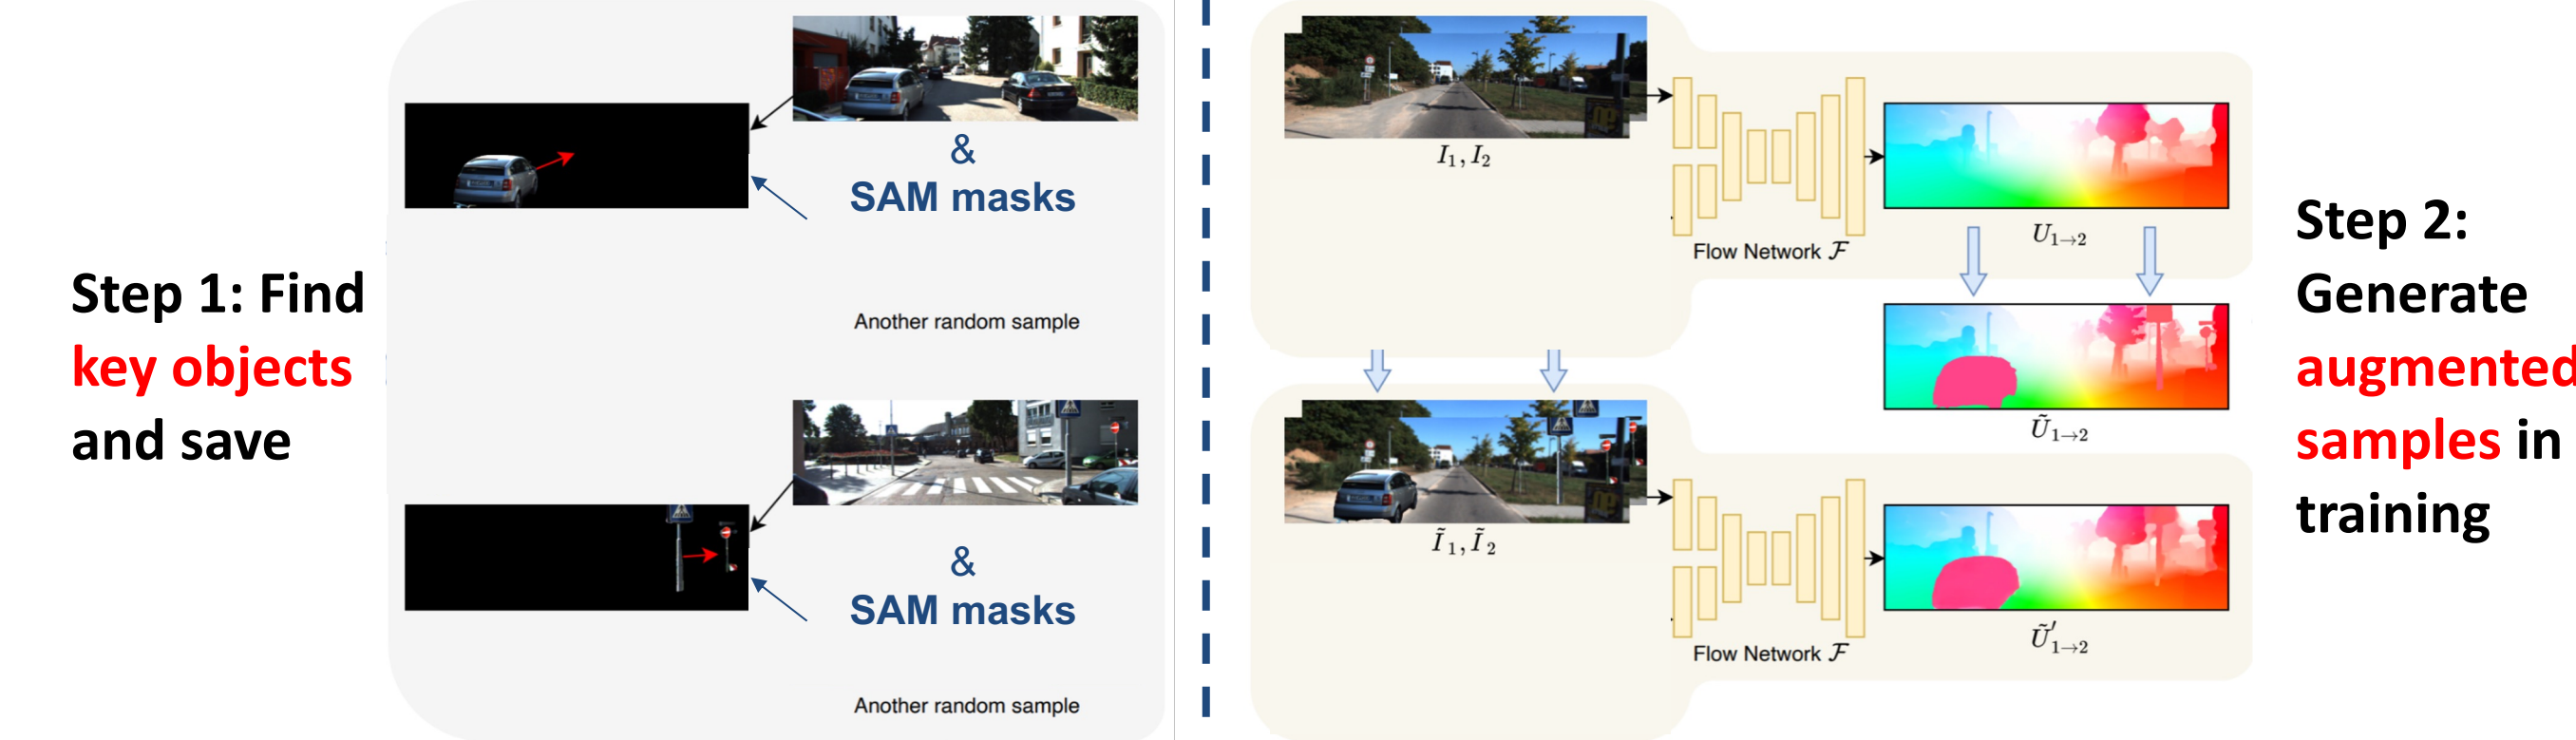 Step 1: Find
key objects
and save
&
SAM masks
Another random sample
&
SAM masks
Another random sample
I₁, I₂
Flow Network ℱ
U₁→₂
Ũ₁→₂
Ĩ₁, Ĩ₂
Flow Network ℱ
Ũ′₁→₂
Step 2:
Generate
augmented
samples in
training